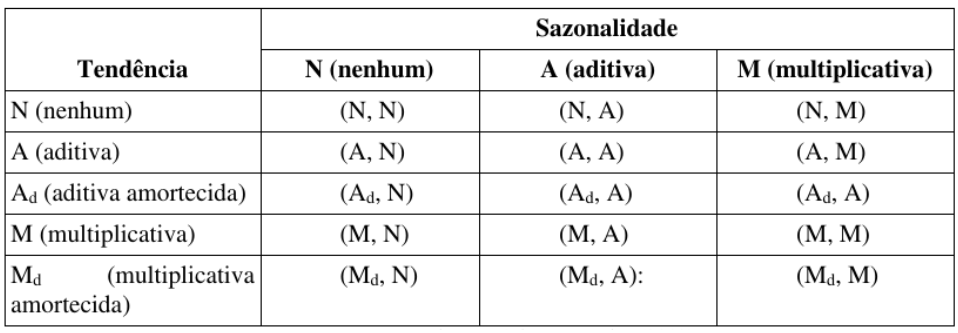 Sazonalidade
Tendência N (nenhum) A (aditiva) M (multiplicativa)
N (nenhum) (N, N) (N, A) (N, M)
A (aditiva) (A, N) (A, A) (A, M)
Ad (aditiva amortecida) (Ad, N) (Ad, A) (Ad, A)
M (multiplicativa) (M, N) (M, A) (M, M)
Md (multiplicativa (Md, N) (Md, A): (Md, M)
amortecida)